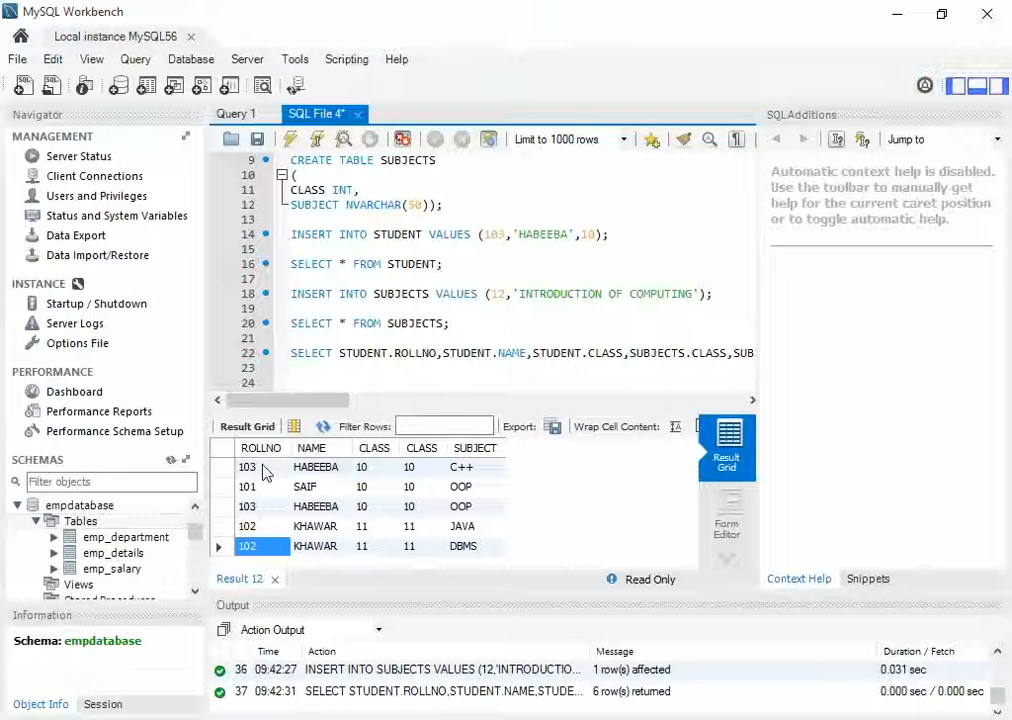 MySQL Workbench
Local instance MySQL56
File Edit View Query Database Server Tools Scripting Help
Navigator
MANAGEMENT
Server Status
Client Connections
Users and Privileges
Status and System Variables
Data Export
Data Import/Restore
INSTANCE
Startup / Shutdown
Server Logs
Options File
PERFORMANCE
Dashboard
Performance Reports
Performance Schema Setup
SCHEMAS
Filter objects
empdatabase
Tables
emp_department
emp_details
emp_salary
Views
Information
Schema: empdatabase
Object Info Session
Query 1 SQL File 4*
Limit to 1000 rows
9 CREATE TABLE SUBJECTS
10 (
11 CLASS INT,
12 SUBJECT NVARCHAR(50));
13
14 INSERT INTO STUDENT VALUES (103,'HABEEBA',10);
15
16 SELECT * FROM STUDENT;
17
18 INSERT INTO SUBJECTS VALUES (12,'INTRODUCTION OF COMPUTING');
19
20 SELECT * FROM SUBJECTS;
21
22 SELECT STUDENT.ROLLNO,STUDENT.NAME,STUDENT.CLASS,SUBJECTS.CLASS,SUB
23
24
Result Grid Filter Rows: Export: Wrap Cell Content:
ROLLNO NAME CLASS CLASS SUBJECT
103 HABEEBA 10 10 C++
101 SAIF 10 10 OOP
103 HABEEBA 10 10 OOP
102 KHAWAR 11 11 JAVA
102 KHAWAR 11 11 DBMS
Result Grid
Form Editor
Result 12 Read Only
SQLAdditions
Jump to
Automatic context help is disabled.
Use the toolbar to manually get
help for the current caret position
or to toggle automatic help.
Context Help Snippets
Output
Action Output
Time Action Message Duration / Fetch
36 09:42:27 INSERT INTO SUBJECTS VALUES (12,'INTRODUCTIO... 1 row(s) affected 0.031 sec
37 09:42:31 SELECT STUDENT.ROLLNO,STUDENT.NAME,STUDE... 6 row(s) returned 0.000 sec / 0.000 sec